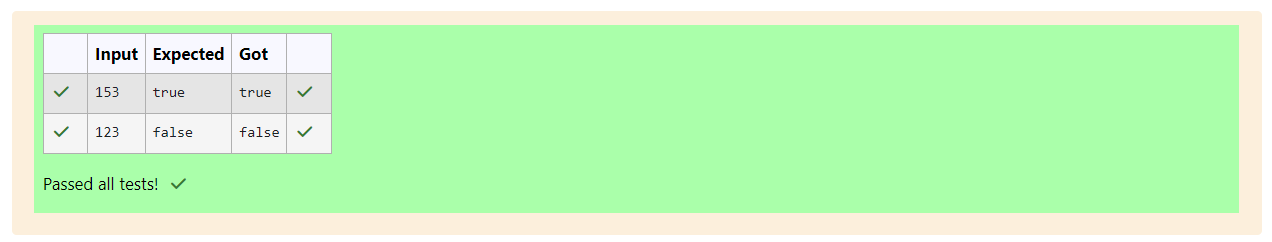 Input Expected Got
153 true true
123 false false
Passed all tests!